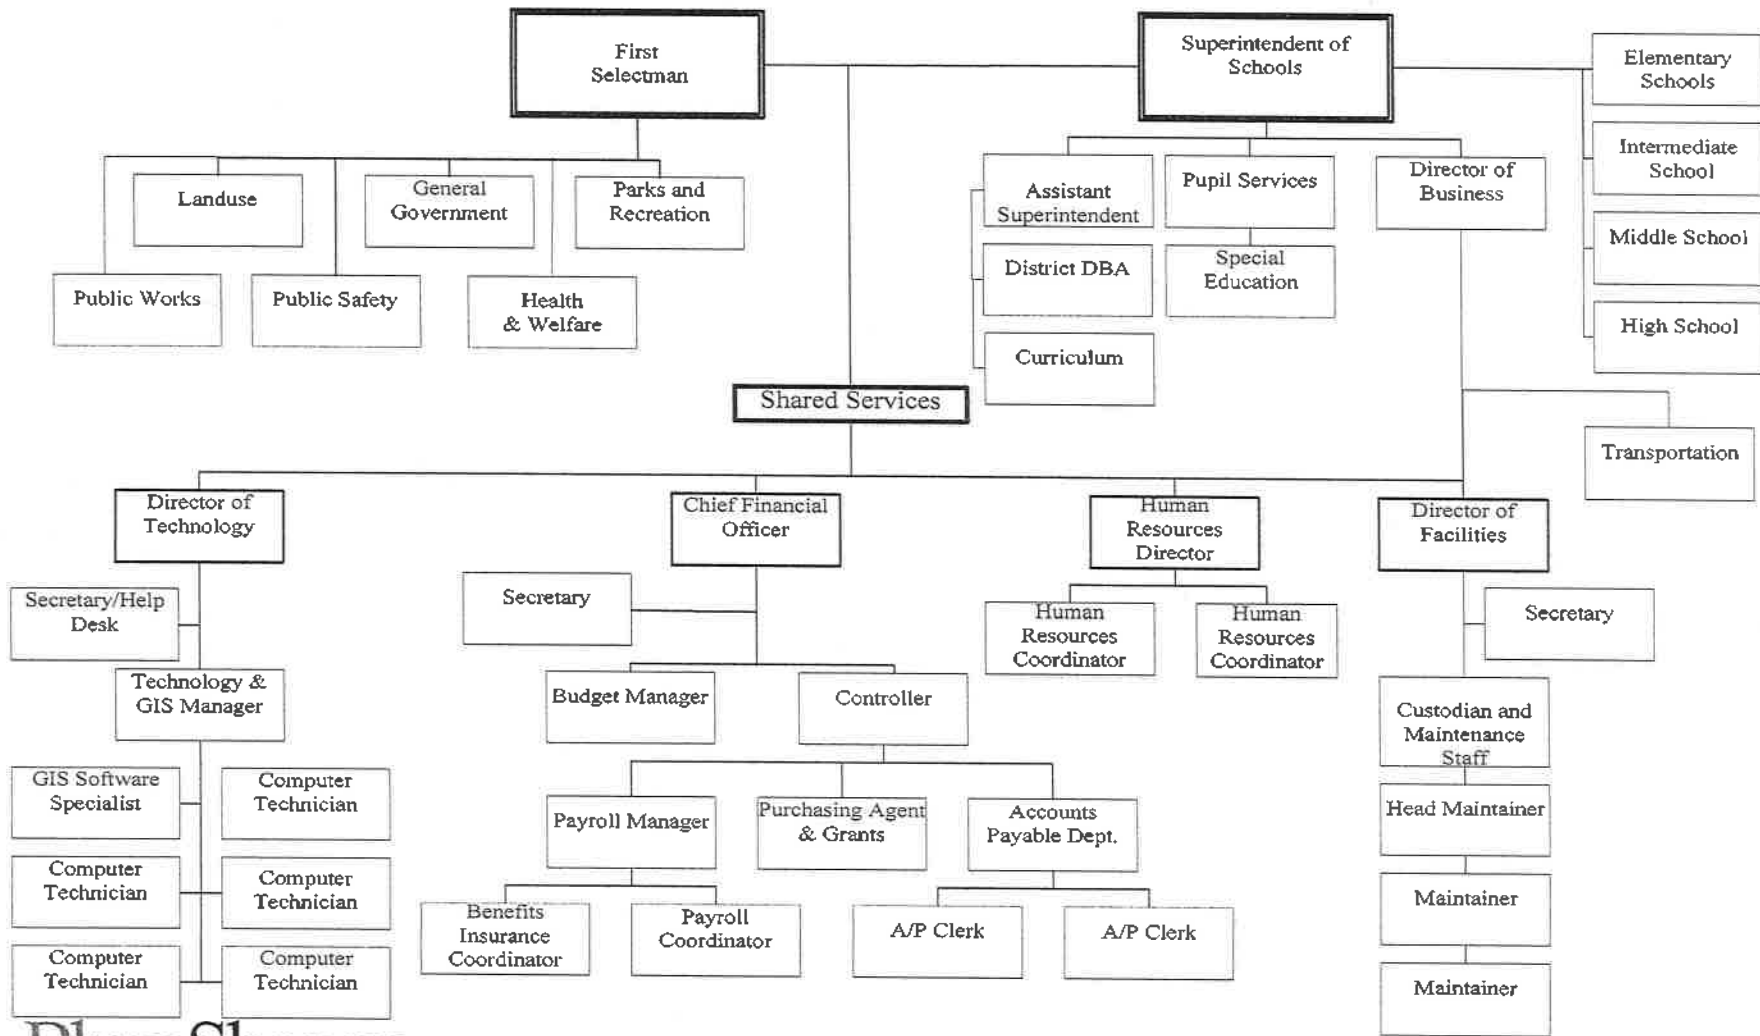 First
Selectman
Superintendent of
Schools
Elementary
Schools
Intermediate
School
Middle School
High School
Landuse
General
Government
Parks and
Recreation
Public Works
Public Safety
Health
& Welfare
Assistant
Superintendent
District DBA
Curriculum
Pupil Services
Special
Education
Director of
Business
Transportation
Shared Services
Director of
Technology
Secretary/Help
Desk
Technology &
GIS Manager
GIS Software
Specialist
Computer
Technician
Computer
Technician
Computer
Technician
Computer
Technician
Computer
Technician
Chief Financial
Officer
Secretary
Budget Manager
Controller
Payroll Manager
Purchasing Agent
& Grants
Accounts
Payable Dept.
Benefits
Insurance
Coordinator
Payroll
Coordinator
A/P Clerk
A/P Clerk
Human
Resources
Director
Human
Resources
Coordinator
Human
Resources
Coordinator
Director of
Facilities
Secretary
Custodian and
Maintenance
Staff
Head Maintainer
Maintainer
Maintainer